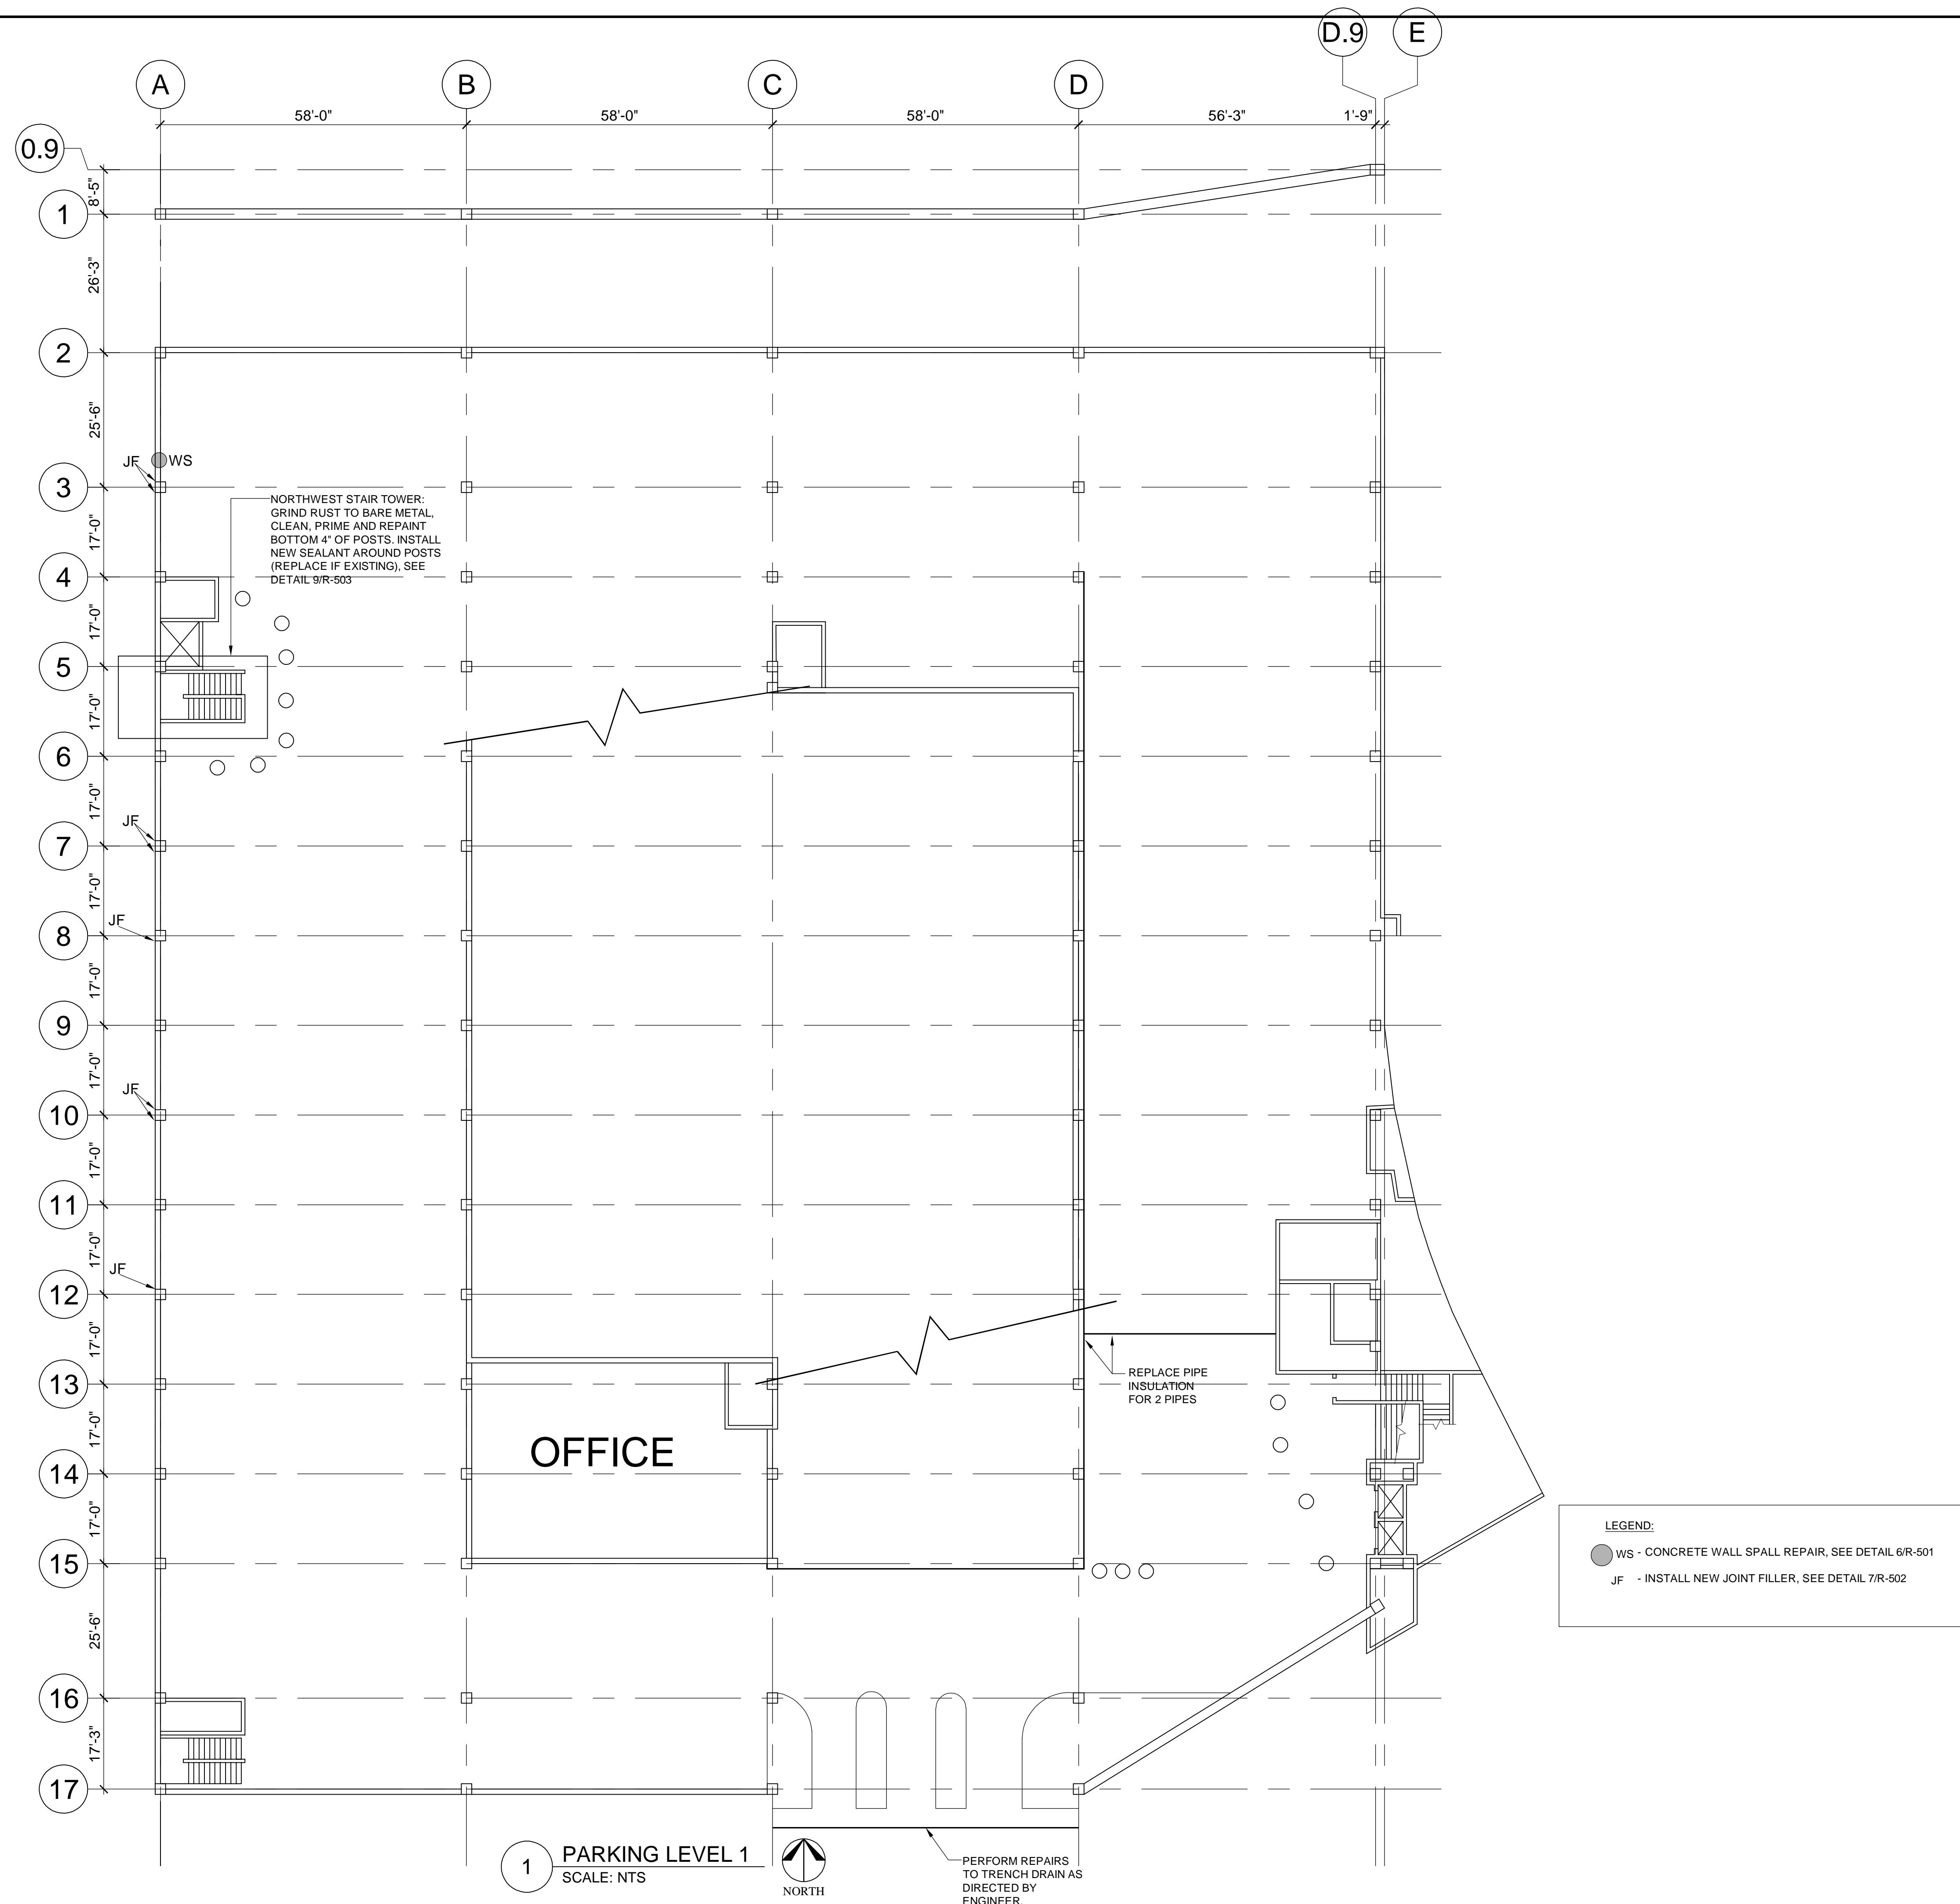 D.9 E
A B C D
58'-0" 58'-0" 58'-0" 56'-3" 1'-9"
0.9
8'-5"
1
26'-3"
2
25'-6"
JF WS
3
NORTHWEST STAIR TOWER:
GRIND RUST TO BARE METAL,
CLEAN, PRIME AND REPAINT
BOTTOM 4" OF POSTS. INSTALL
NEW SEALANT AROUND POSTS
(REPLACE IF EXISTING), SEE
DETAIL 9/R-503
17'-0"
4
17'-0"
5
17'-0"
6
17'-0"
JF
7
17'-0"
JF
8
17'-0"
9
17'-0"
JF
10
17'-0"
11
17'-0"
JF
12
17'-0"
REPLACE PIPE
INSULATION
FOR 2 PIPES
13
17'-0"
OFFICE
14
17'-0"
15
LEGEND:
WS - CONCRETE WALL SPALL REPAIR, SEE DETAIL 6/R-501
JF - INSTALL NEW JOINT FILLER, SEE DETAIL 7/R-502
25'-6"
16
17'-3"
17
1 PARKING LEVEL 1
SCALE: NTS
NORTH
PERFORM REPAIRS
TO TRENCH DRAIN AS
DIRECTED BY
ENGINEER.